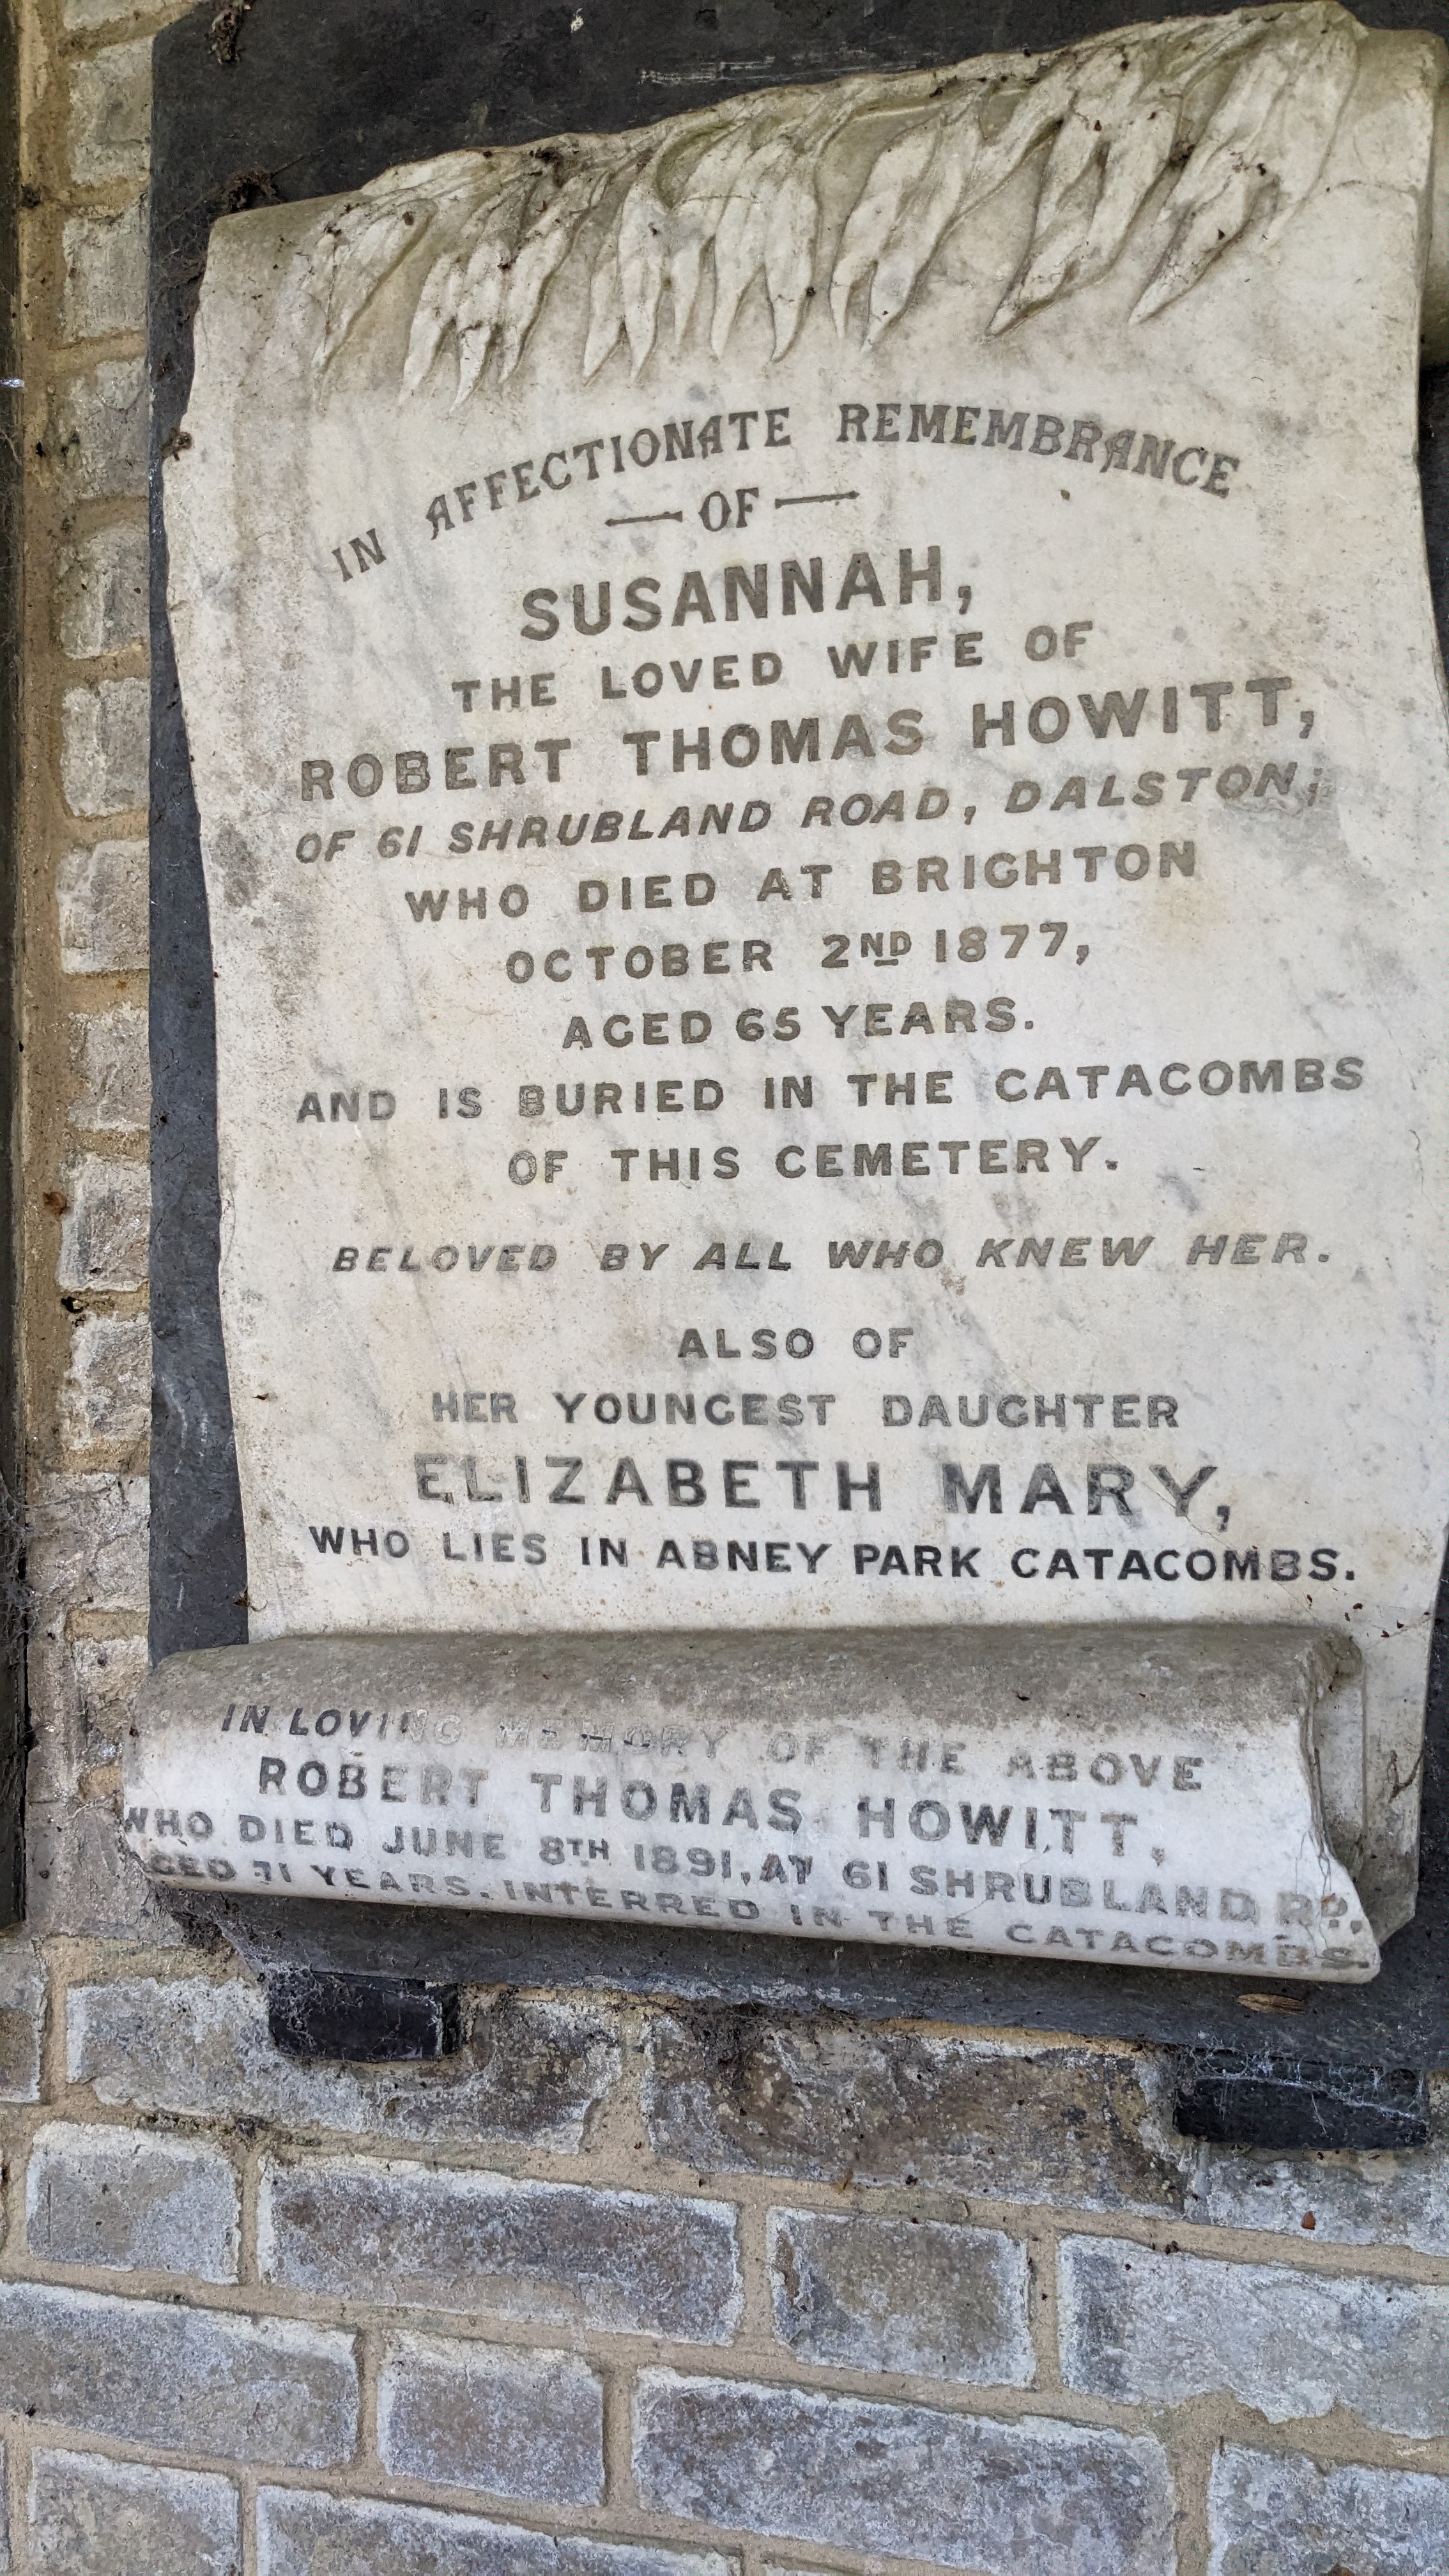 IN AFFECTIONATE REMEMBRANCE
— OF —
SUSANNAH,
THE LOVED WIFE OF
ROBERT THOMAS HOWITT,
OF 61 SHRUBLAND ROAD, DALSTON;
WHO DIED AT BRIGHTON
OCTOBER 2ND 1877,
AGED 65 YEARS.
AND IS BURIED IN THE CATACOMBS
OF THIS CEMETERY.
BELOVED BY ALL WHO KNEW HER.
ALSO OF
HER YOUNGEST DAUGHTER
ELIZABETH MARY,
WHO LIES IN ABNEY PARK CATACOMBS.
IN LOVING MEMORY OF THE ABOVE
ROBERT THOMAS HOWITT,
WHO DIED JUNE 8TH 1891, AT 61 SHRUBLAND RD,
AGED 71 YEARS. INTERRED IN THE CATACOMBS.